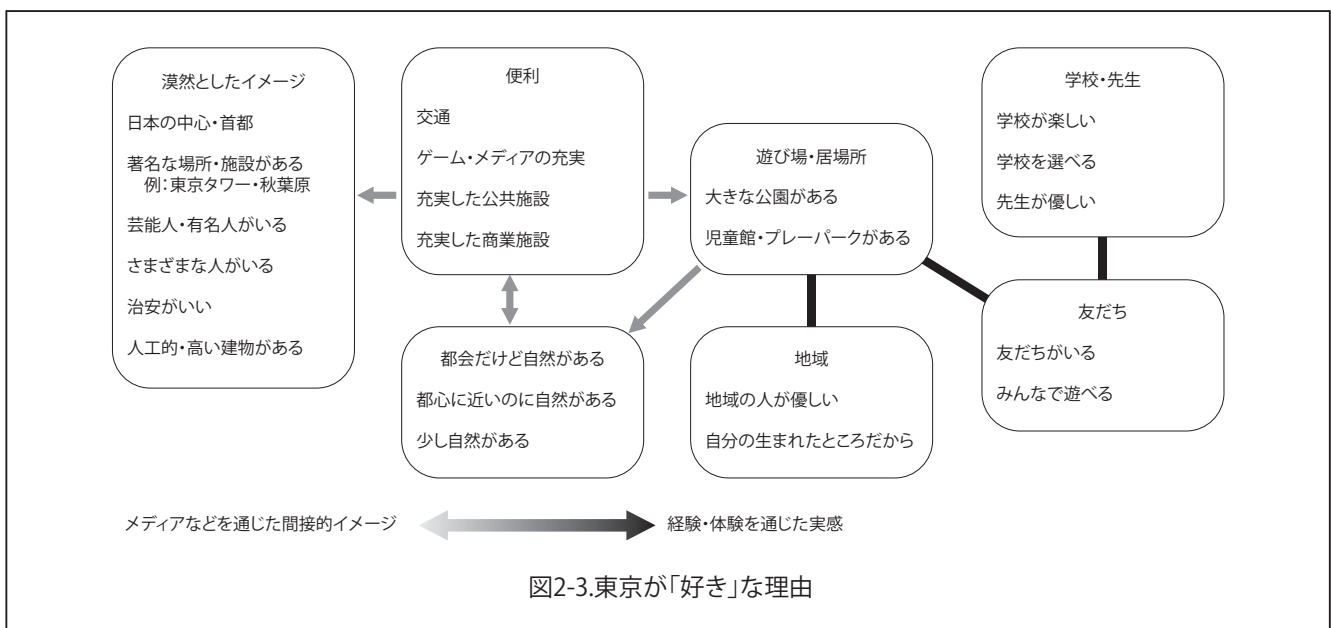 漠然としたイメージ
日本の中心・首都
著名な場所・施設がある
例：東京タワー・秋葉原
芸能人・有名人がいる
さまざまな人がいる
治安がいい
人工的・高い建物がある
便利
交通
ゲーム・メディアの充実
充実した公共施設
充実した商業施設
都会だけど自然がある
都心に近いのに自然がある
少し自然がある
遊び場・居場所
大きな公園がある
児童館・プレーパークがある
地域
地域の人が優しい
自分の生まれたところだから
学校・先生
学校が楽しい
学校を選べる
先生が優しい
友だち
友だちがいる
みんなで遊べる
メディアなどを通じた間接的イメージ
経験・体験を通じた実感
図2-3.東京が「好き」な理由